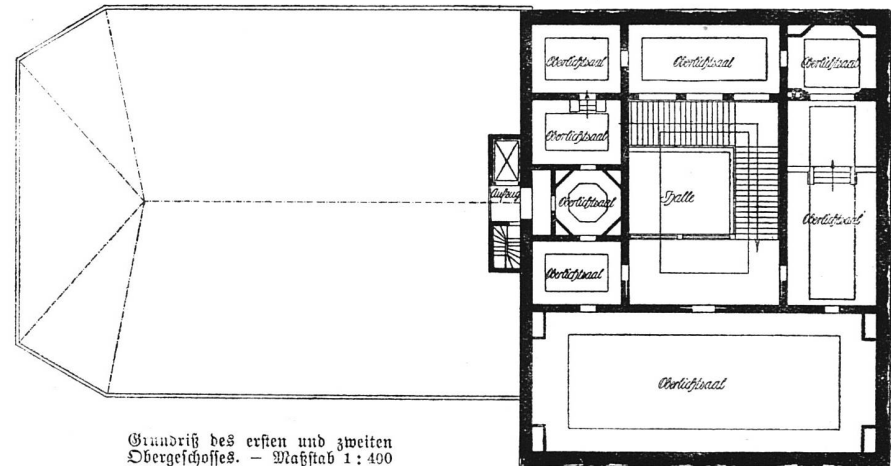 Oberlichtsaal
Oberlichtsaal
Oberlichtsaal
Oberlichtsaal
Aufzug
Oberlichtsaal
Halle
Oberlichtsaal
Oberlichtsaal
Oberlichtsaal
Grundriß des ersten und zweiten
Obergeschosses. — Maßstab 1 : 400